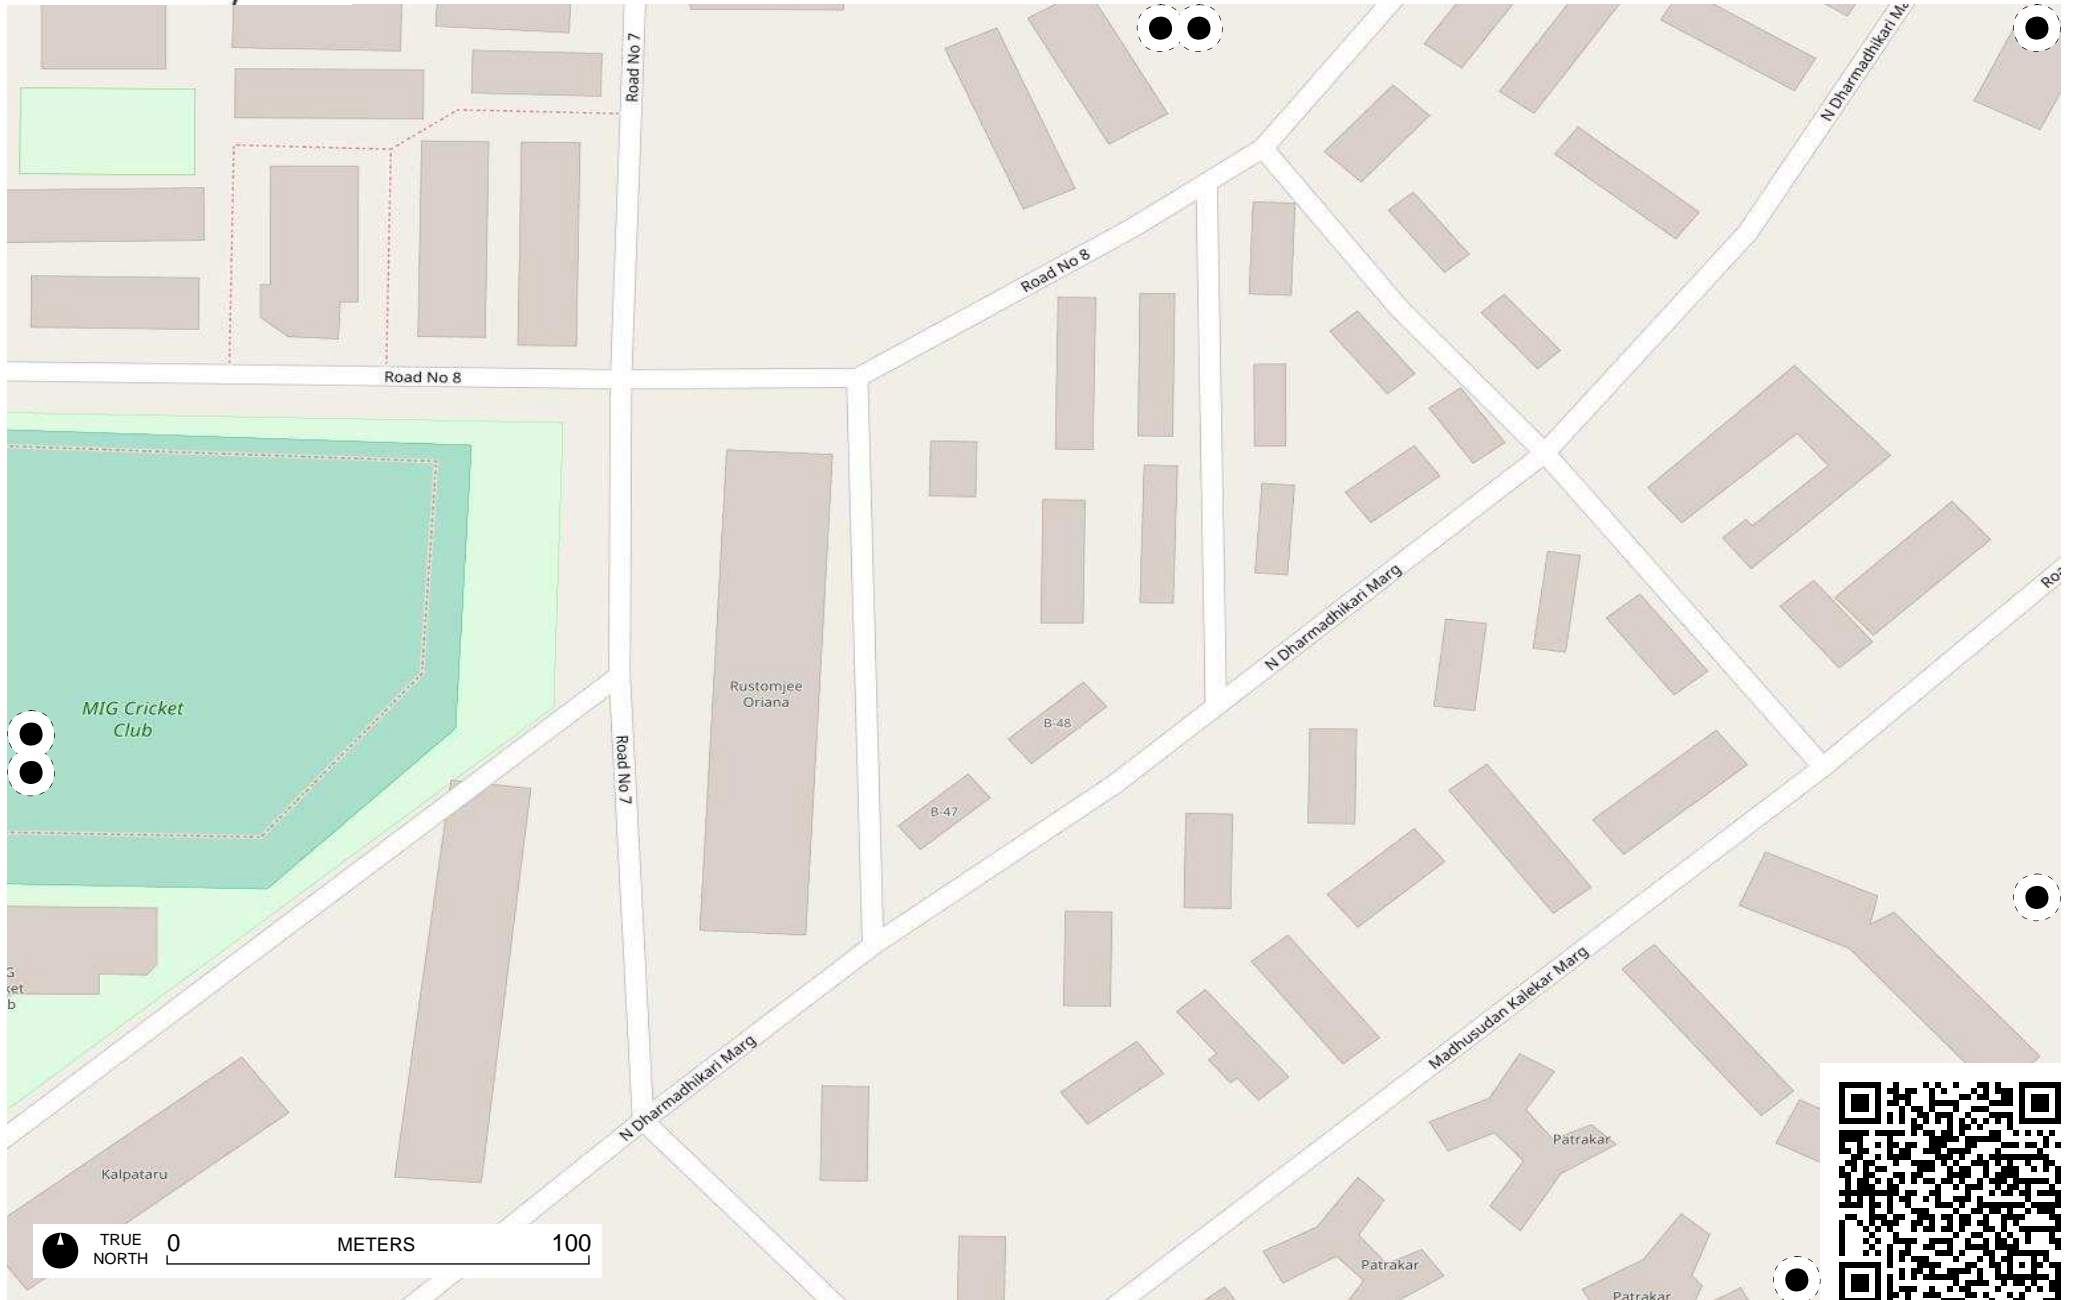 Road No 7
N Dharmadhikari
Road No 8
Road No 8
N Dharmadhikari Marg
Rustomjee
Oriana
MIG Cricket
Club
B-48
Road No 7
B-47
Madhusudan Kalekar Marg
N Dharmadhikari Marg
Patrakar
Kalpataru
TRUE
NORTH
0
METERS
100
Patrakar
Patrakar